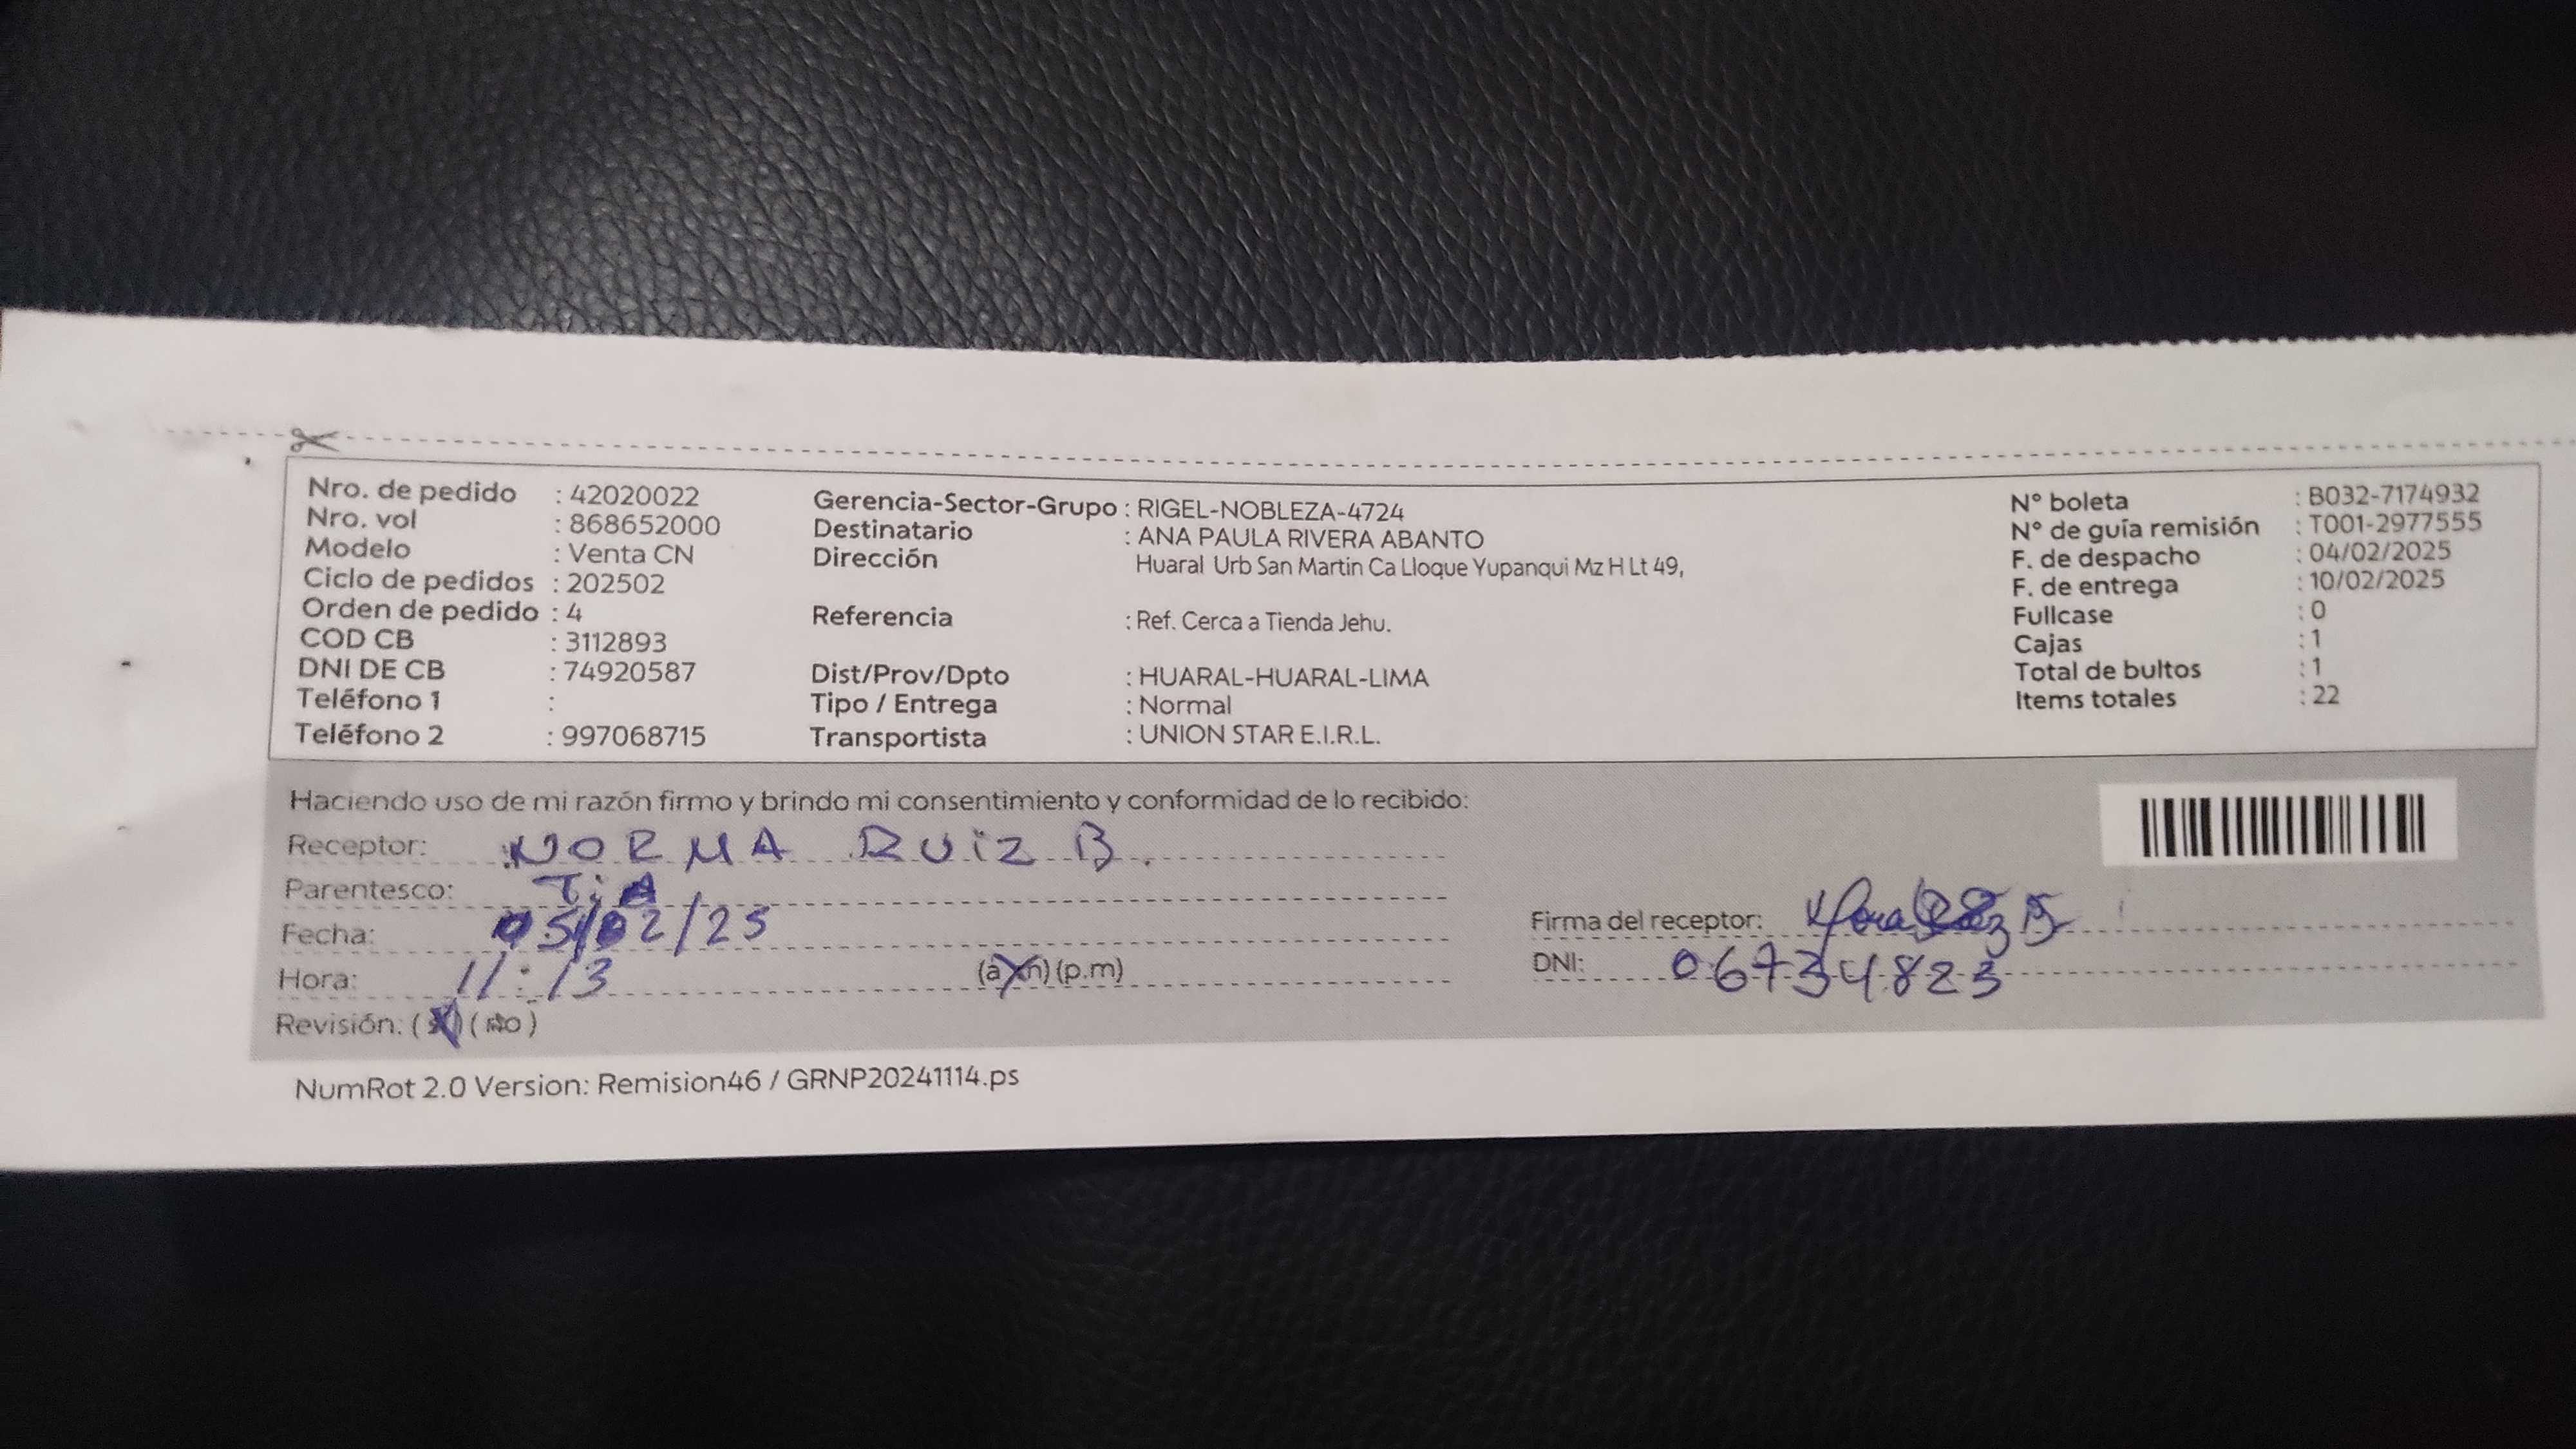 Nro. de pedido : 42020022
Nro. vol : 868652000
Modelo : Venta CN
Ciclo de pedidos : 202502
Orden de pedido : 4
COD CB : 3112893
DNI DE CB : 74920587
Teléfono 1 :
Teléfono 2 : 997068715
Gerencia-Sector-Grupo : RIGEL-NOBLEZA-4724
Destinatario : ANA PAULA RIVERA ABANTO
Dirección Huaral Urb San Martin Ca Lloque Yupanqui Mz H Lt 49,
Referencia : Ref. Cerca a Tienda Jehu.
Dist/Prov/Dpto : HUARAL-HUARAL-LIMA
Tipo / Entrega : Normal
Transportista : UNION STAR E.I.R.L.
N° boleta : B032-7174932
N° de guía remisión : T001-2977555
F. de despacho : 04/02/2025
F. de entrega : 10/02/2025
Fullcase : 0
Cajas : 1
Total de bultos : 1
Items totales : 22
Haciendo uso de mi razón firmo y brindo mi consentimiento y conformidad de lo recibido:
Receptor: NORMA RUIZ B.
Parentesco: TiA
Fecha: 05/02/25
Hora: 11:13 (a.m) (p.m)
Revisión: (si) (no)
Firma del receptor:
DNI: 06734823
NumRot 2.0 Version: Remision46 / GRNP20241114.ps